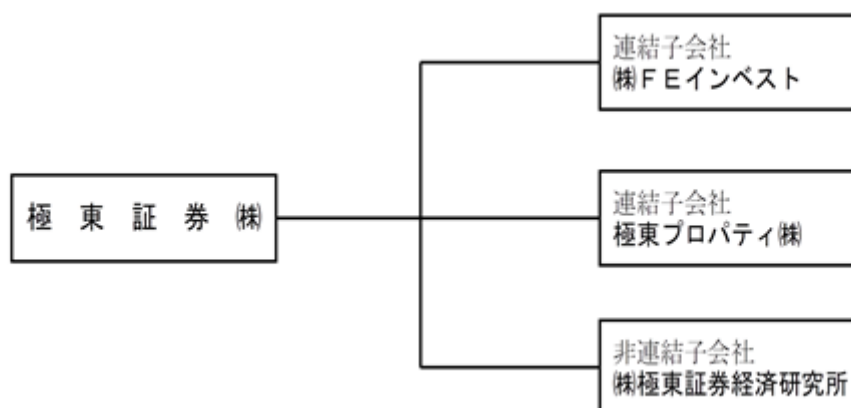 連結子会社
㈱ＦＥインベスト
極東証券㈱
連結子会社
極東プロパティ㈱
非連結子会社
㈱極東証券経済研究所